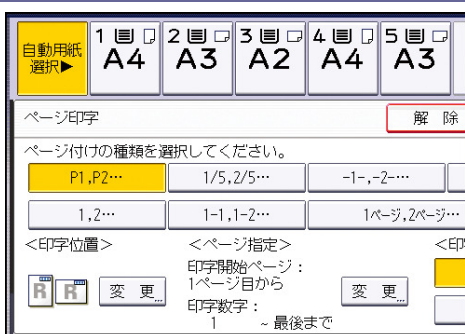 自動用紙
選択▶
1 A4
2 A3
3 A2
4 A4
5 A3
ページ印字
解 除
ページ付けの種類を選択してください。
P1,P2…
1/5,2/5…
-1-,-2-…
1,2…
1-1,1-2…
1ページ,2ページ…
<印字位置>
<ページ指定>
<印
R R
変 更
印字開始ページ:
1ページ目から
変 更
印字数字:
1 ~ 最後まで